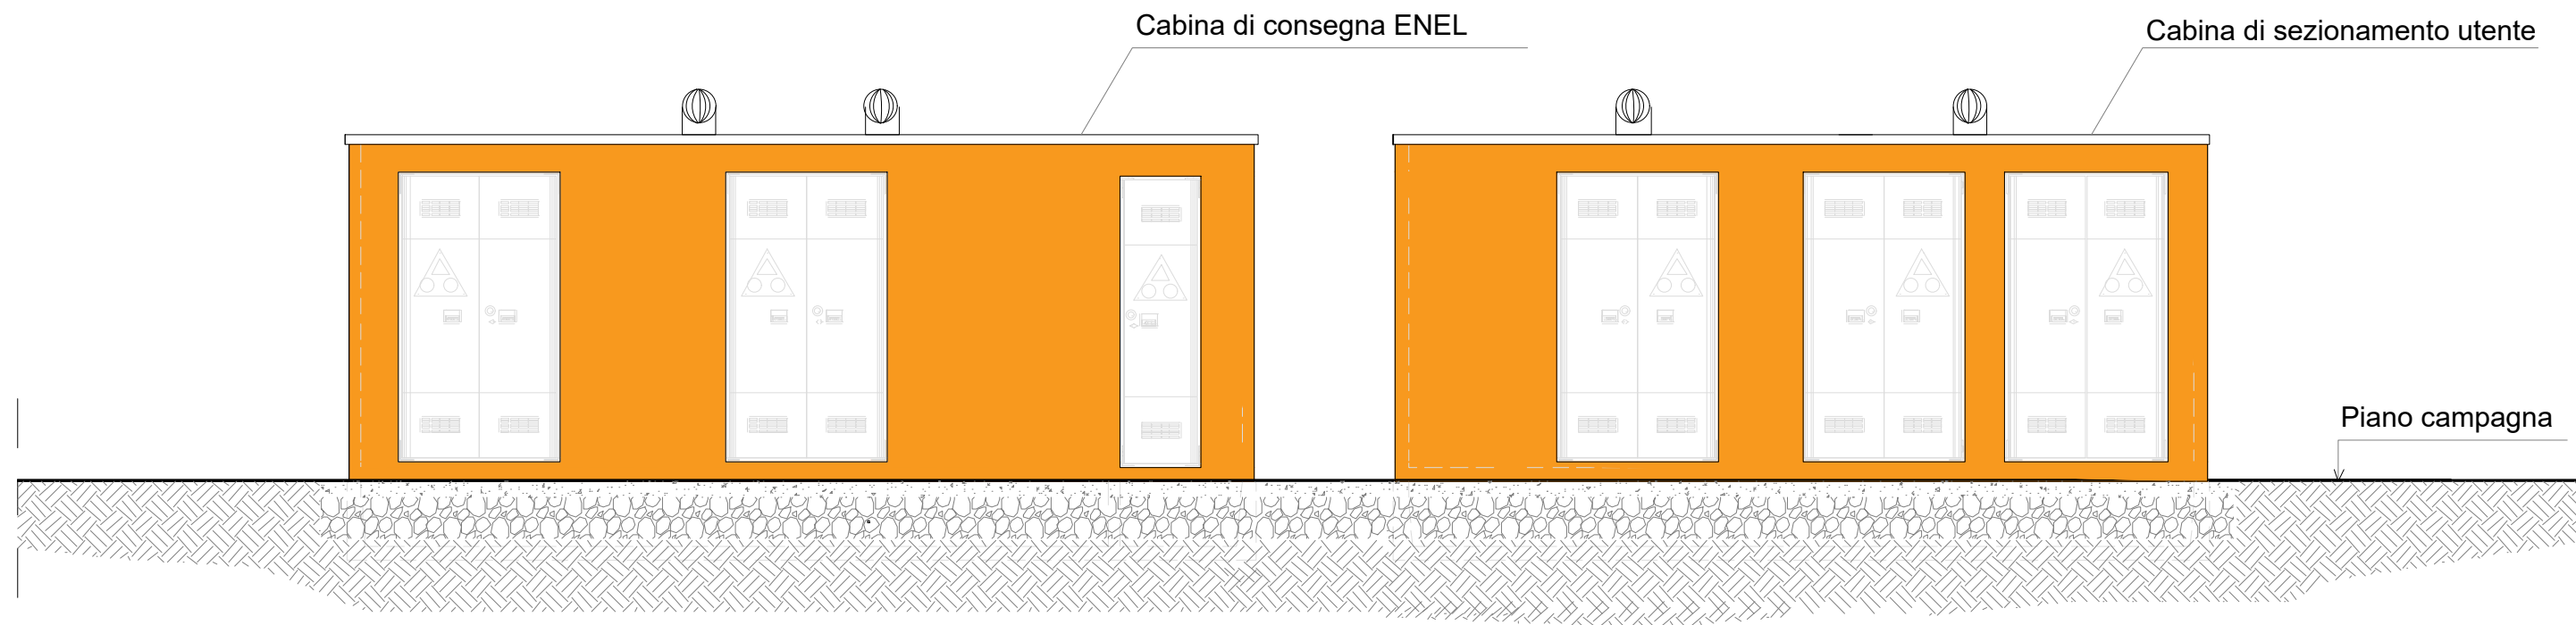 Cabina di consegna ENEL
Cabina di sezionamento utente
Piano campagna